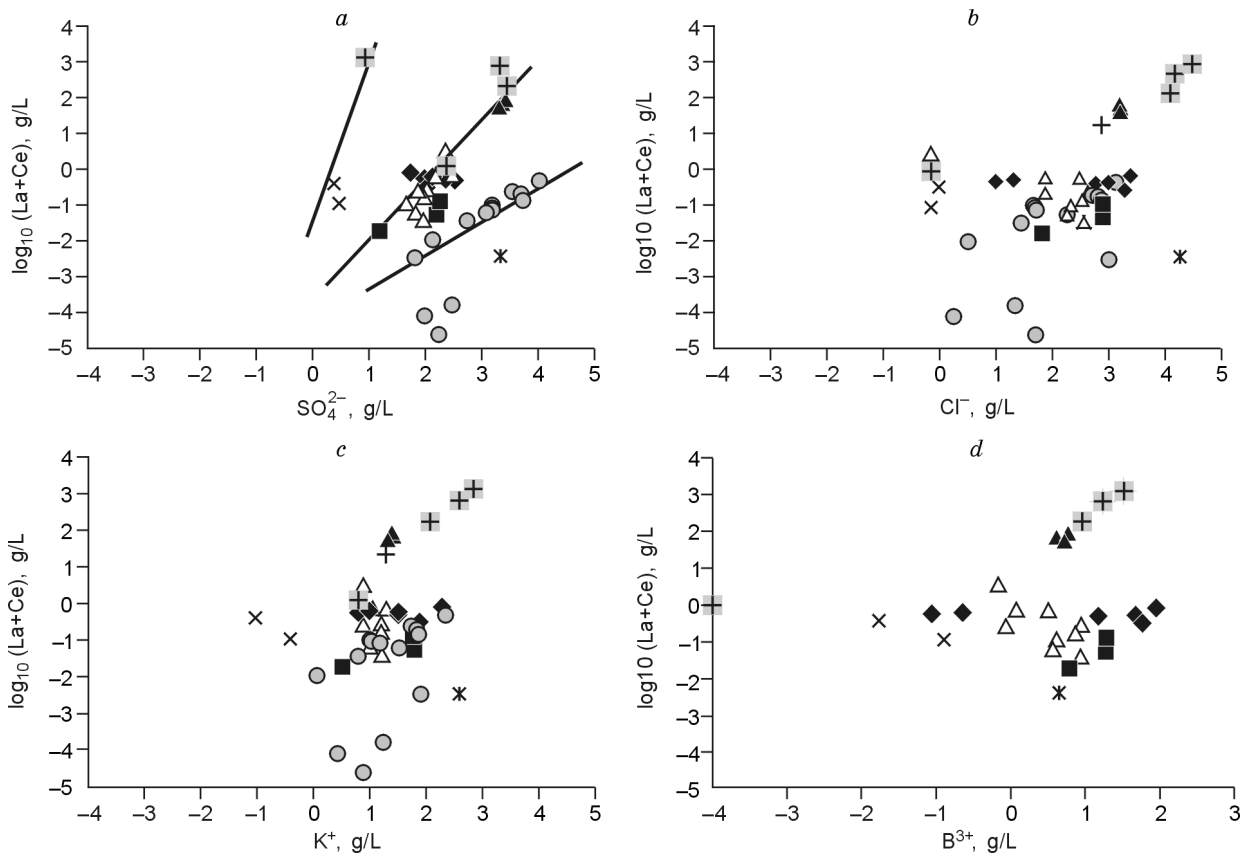 a
4
3
2
1
0
–1
–2
–3
–4
–5
log10 (La+Ce), g/L
–4 –3 –2 –1 0 1 2 3 4 5
SO4 2–, g/L
b
4
3
2
1
0
–1
–2
–3
–4
–5
log10 (La+Ce), g/L
–4 –3 –2 –1 0 1 2 3 4 5
Cl–, g/L
c
4
3
2
1
0
–1
–2
–3
–4
–5
log10 (La+Ce), g/L
–4 –3 –2 –1 0 1 2 3 4 5
K+, g/L
d
4
3
2
1
0
–1
–2
–3
–4
–5
log10 (La+Ce), g/L
–4 –3 –2 –1 0 1 2 3
B3+, g/L